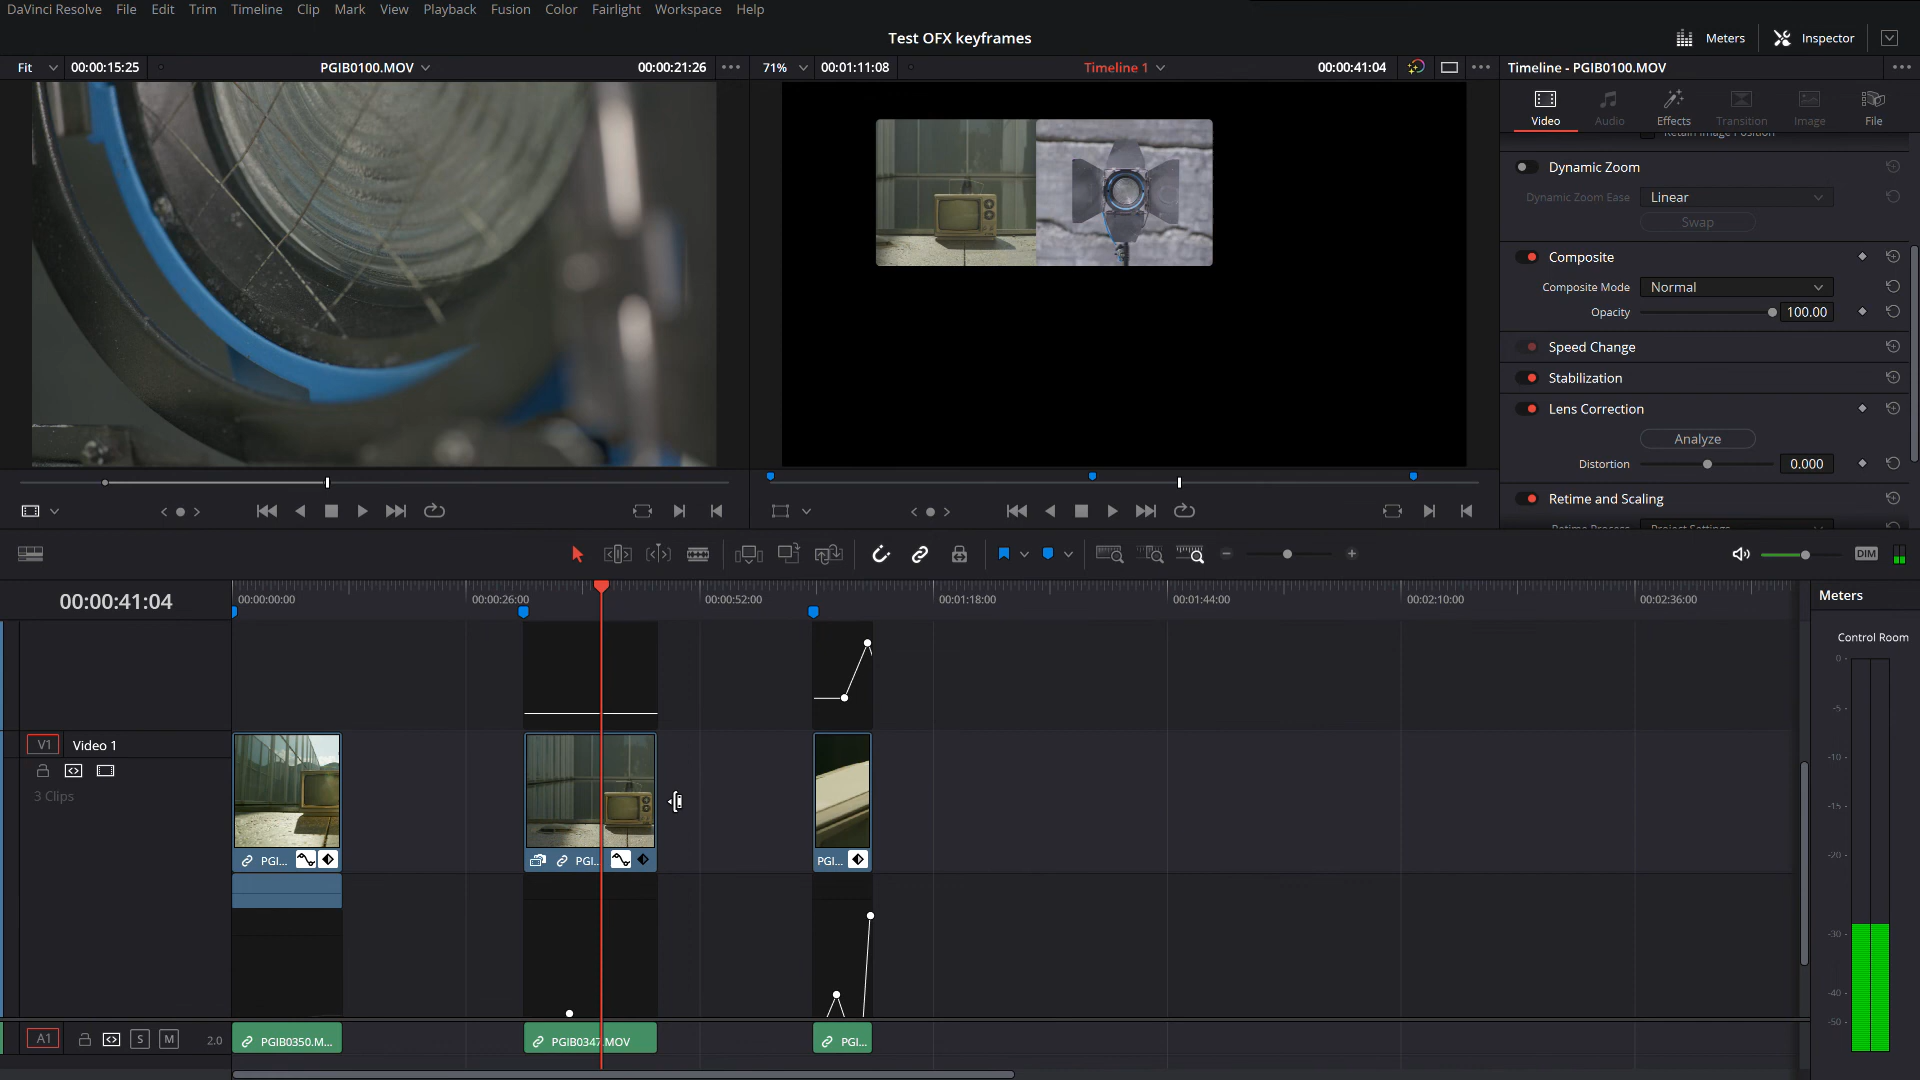 DaVinci Resolve File Edit Trim Timeline Clip Mark View Playback Fusion Color Fairlight Workspace Help
Test OFX keyframes
Meters Inspector
Fit 00:00:15:25 PGIB0100.MOV 00:00:21:26
71% 00:01:11:08 Timeline 1 00:00:41:04
Timeline - PGIB0100.MOV
Video Audio Effects Transition Image File
Retain Image Position
Dynamic Zoom
Dynamic Zoom Ease Linear
Swap
Composite
Composite Mode Normal
Opacity 100.00
Speed Change
Stabilization
Lens Correction
Analyze
Distortion 0.000
Retime and Scaling
Retime Process Project Settings
DIM
00:00:41:04
00:00:00:00 00:00:26:00 00:00:52:00 00:01:18:00 00:01:44:00 00:02:10:00 00:02:36:00
Meters
Control Room
0
-5
-10
-15
-20
-30
-40
-50
V1 Video 1
3 Clips
PGI... PGI... PGI...
A1 S M 2.0
PGIB0350.M... PGIB0347.MOV PGI...